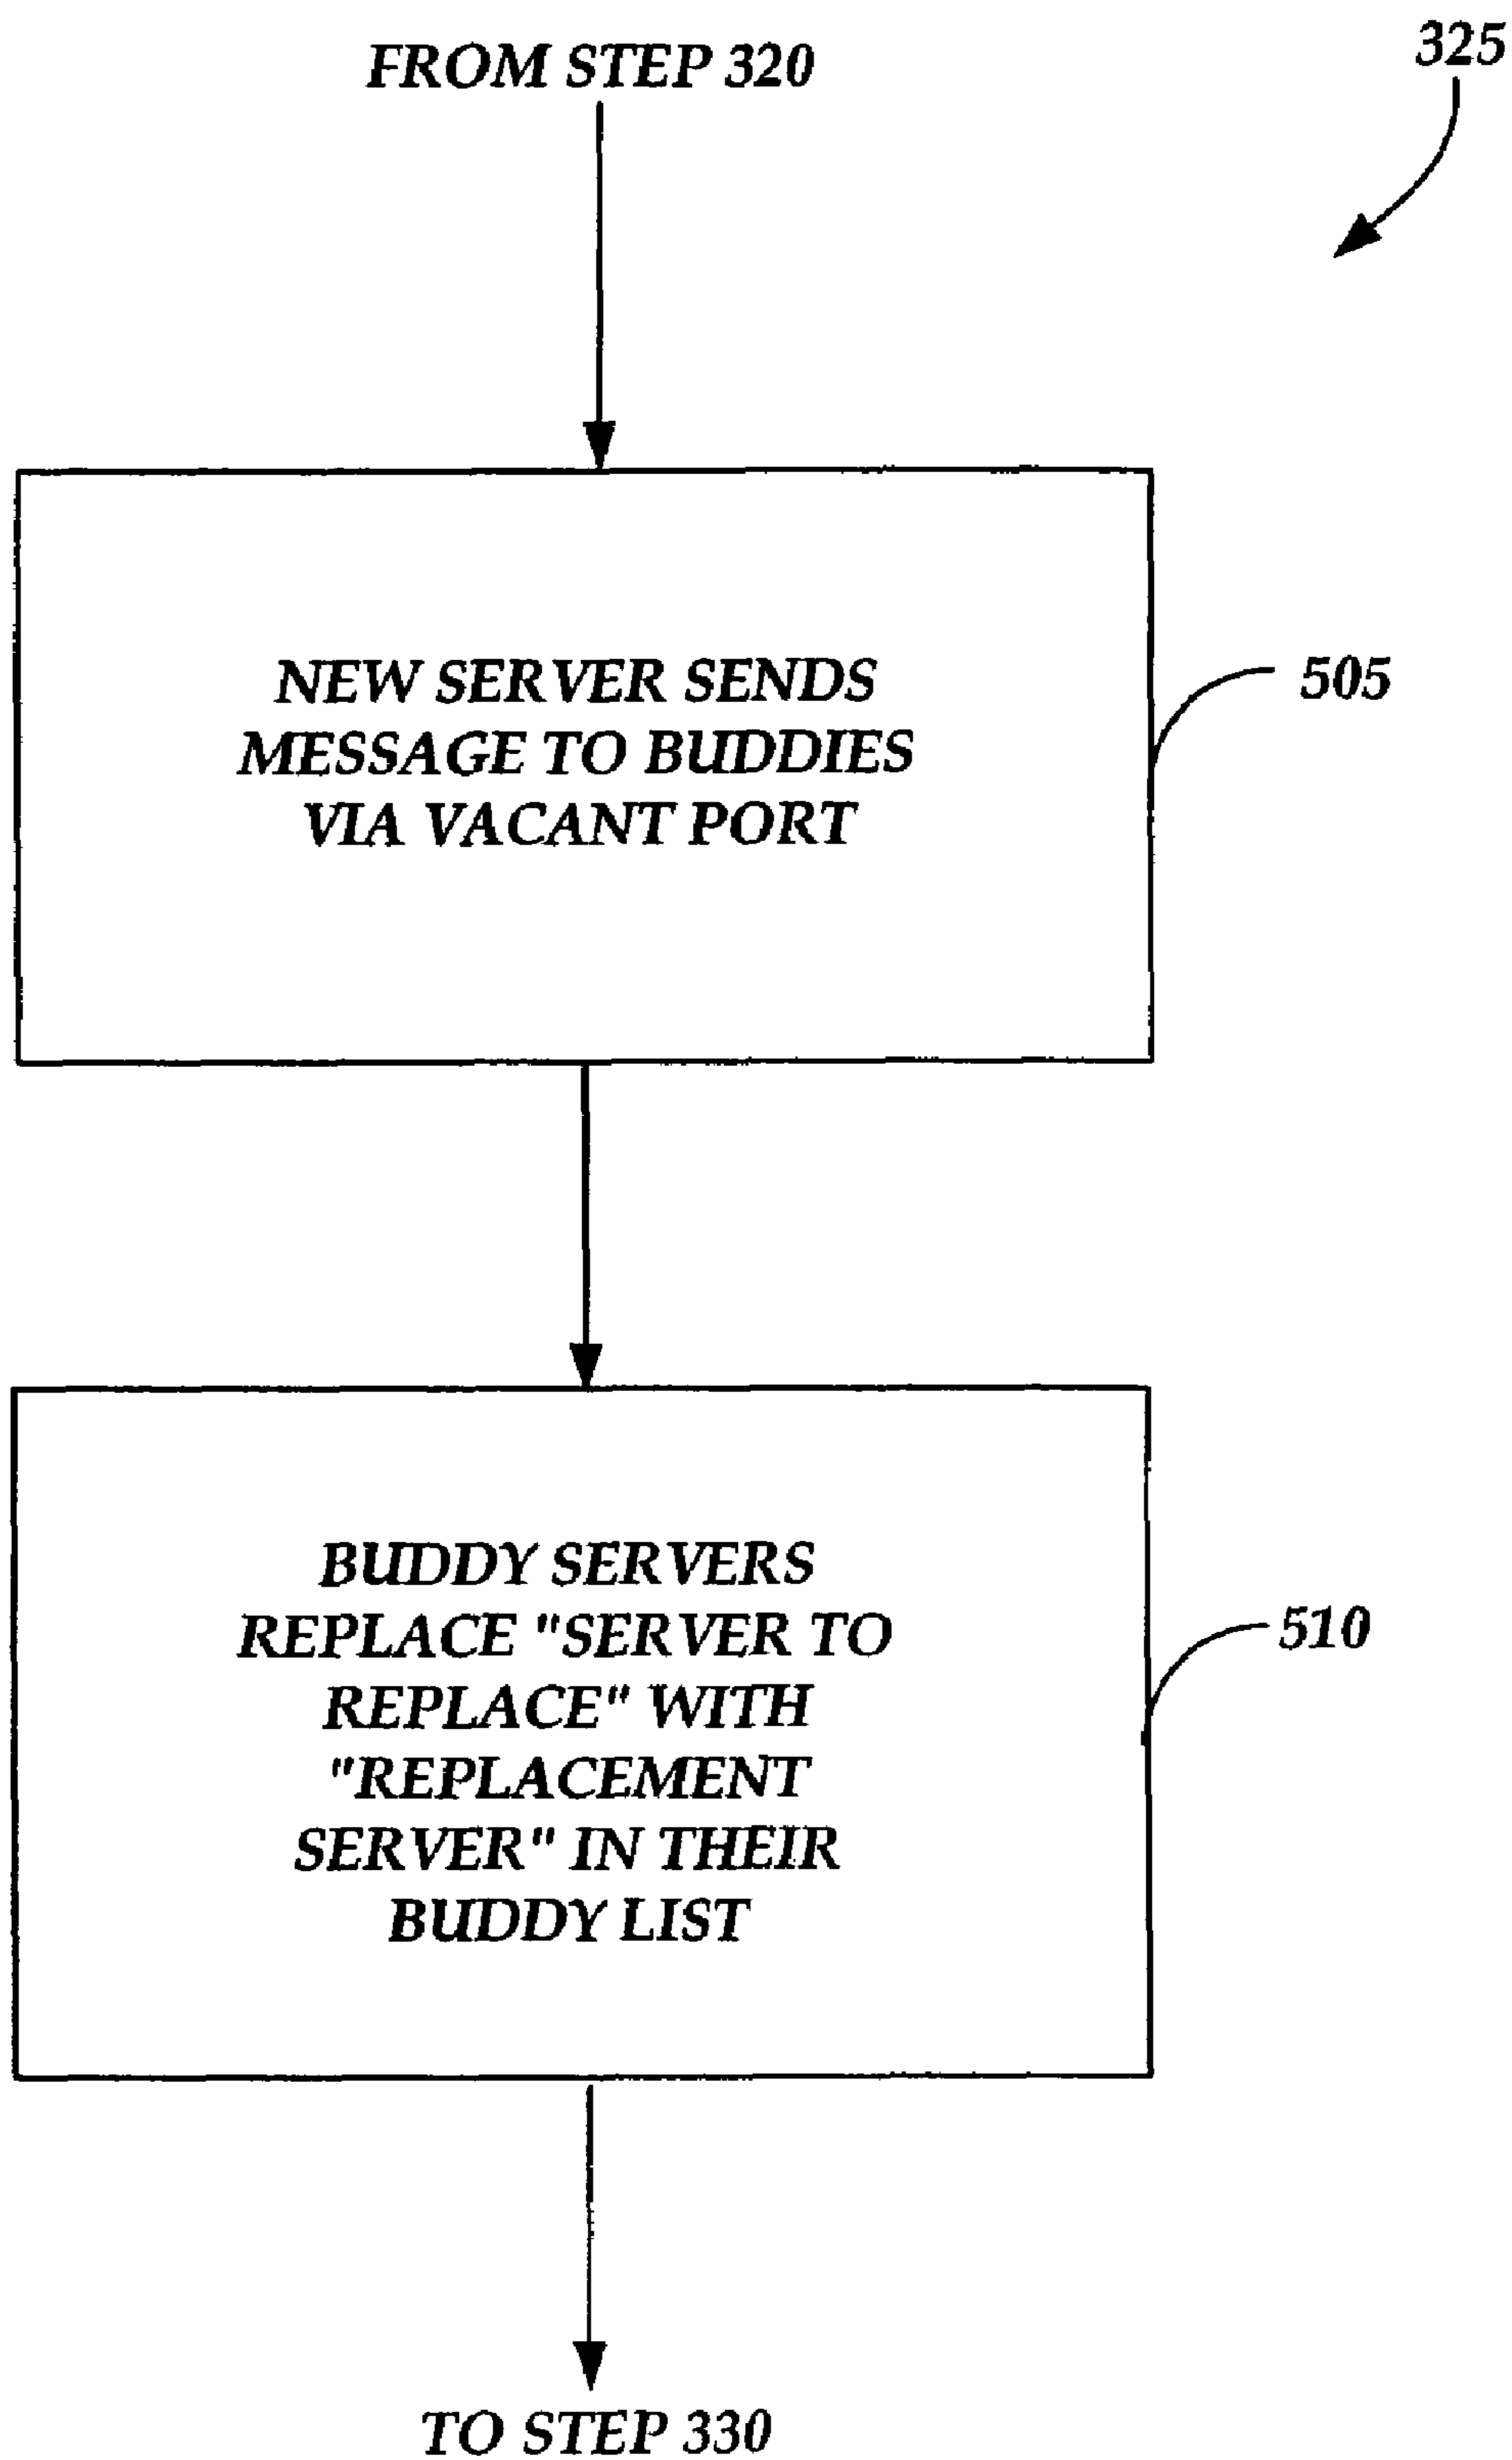 FROM STEP 320
325
NEW SERVER SENDS
MESSAGE TO BUDDIES
VIA VACANT PORT
505
BUDDY SERVERS
REPLACE "SERVER TO
REPLACE" WITH
"REPLACEMENT
SERVER" IN THEIR
BUDDY LIST
510
TO STEP 330